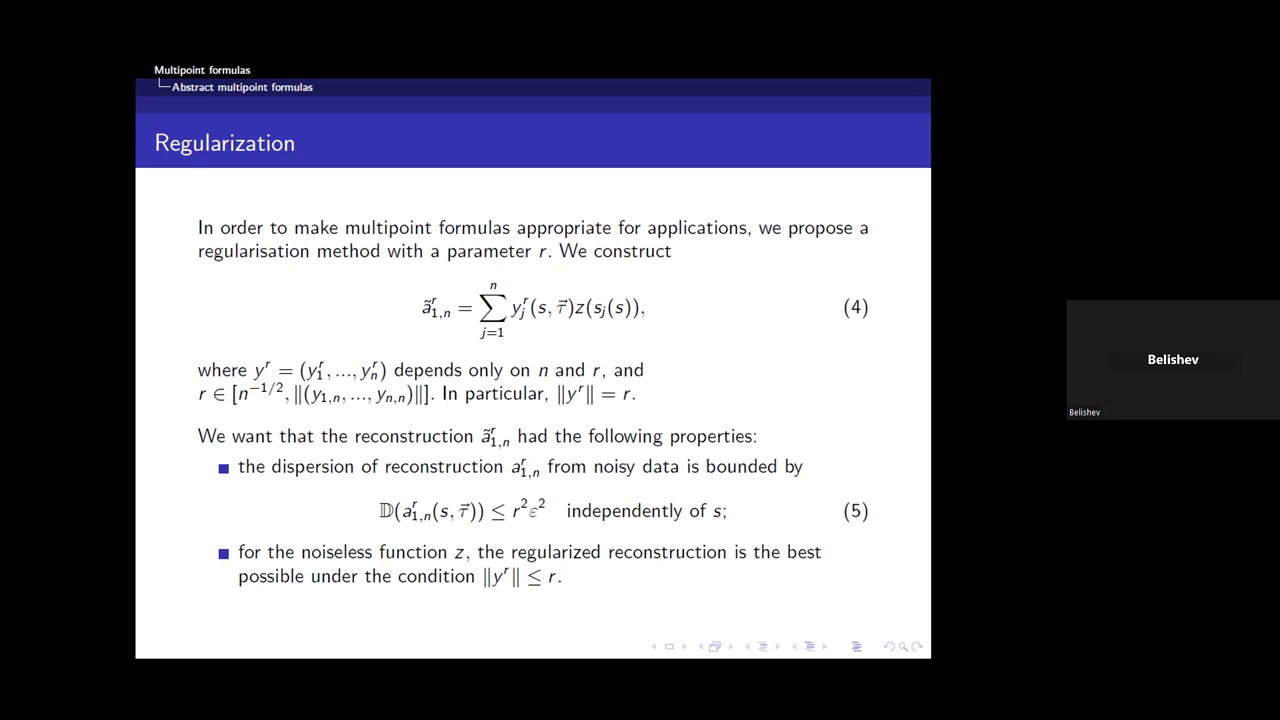 Multipoint formulas
Abstract multipoint formulas
Regularization
In order to make multipoint formulas appropriate for applications, we propose a
regularisation method with a parameter r. We construct
ã^r_{1,n} = \sum_{j=1}^{n} y^r_j(s, \vec{τ})z(s_j(s)), (4)
where y^r = (y^r_1, ..., y^r_n) depends only on n and r, and
r ∈ [n^{−1/2}, ‖(y_{1,n}, ..., y_{n,n})‖]. In particular, ‖y^r‖ = r.
We want that the reconstruction ã^r_{1,n} had the following properties:
the dispersion of reconstruction a^r_{1,n} from noisy data is bounded by
𝔻(a^r_{1,n}(s, \vec{τ})) ≤ r^2ε^2 independently of s; (5)
for the noiseless function z, the regularized reconstruction is the best
possible under the condition ‖y^r‖ ≤ r.
Belishev
Belishev